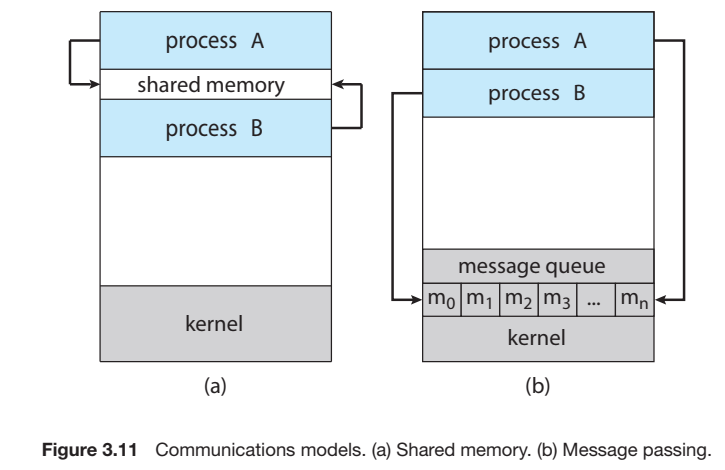 process A
shared memory
process B
kernel
(a)
process A
process B
message queue
m0 m1 m2 m3 ... mn
kernel
(b)
Figure 3.11 Communications models. (a) Shared memory. (b) Message passing.